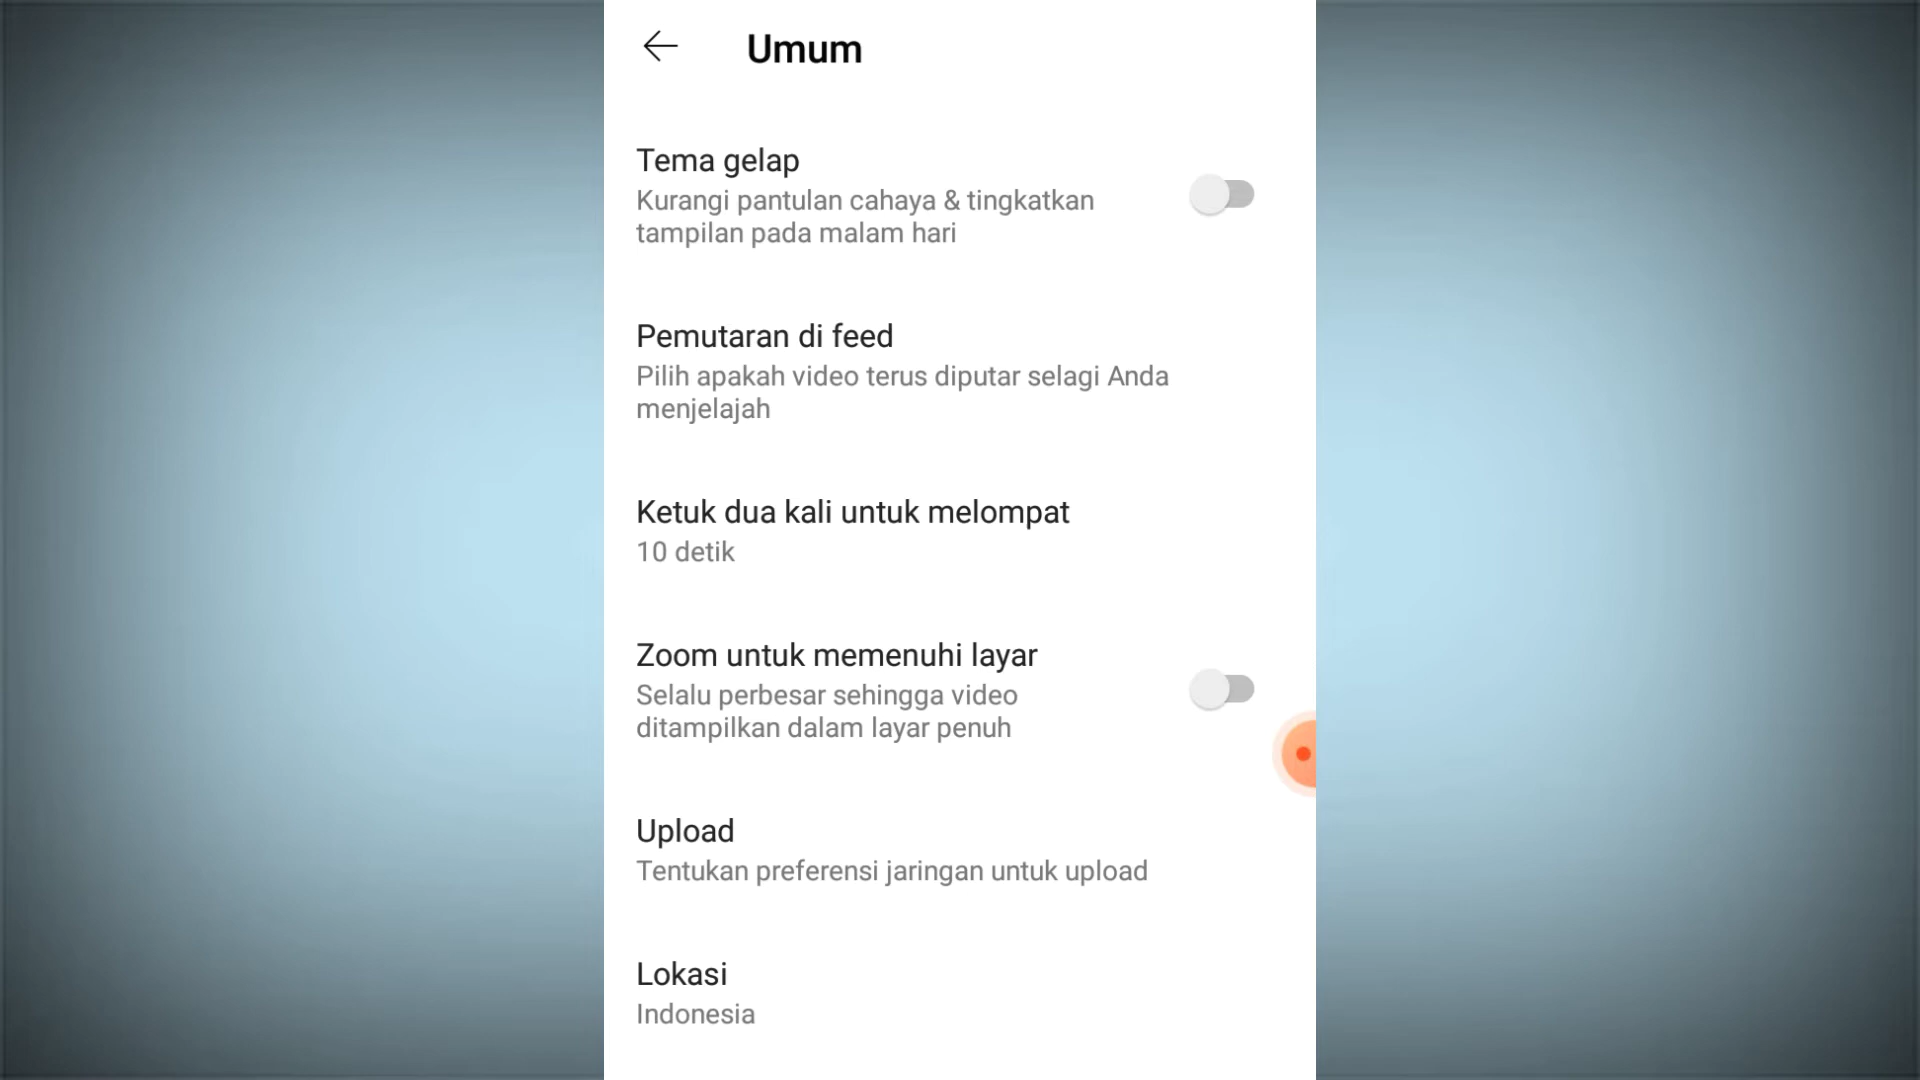 Umum
Tema gelap
Kurangi pantulan cahaya & tingkatkan
tampilan pada malam hari
Pemutaran di feed
Pilih apakah video terus diputar selagi Anda
menjelajah
Ketuk dua kali untuk melompat
10 detik
Zoom untuk memenuhi layar
Selalu perbesar sehingga video
ditampilkan dalam layar penuh
Upload
Tentukan preferensi jaringan untuk upload
Lokasi
Indonesia